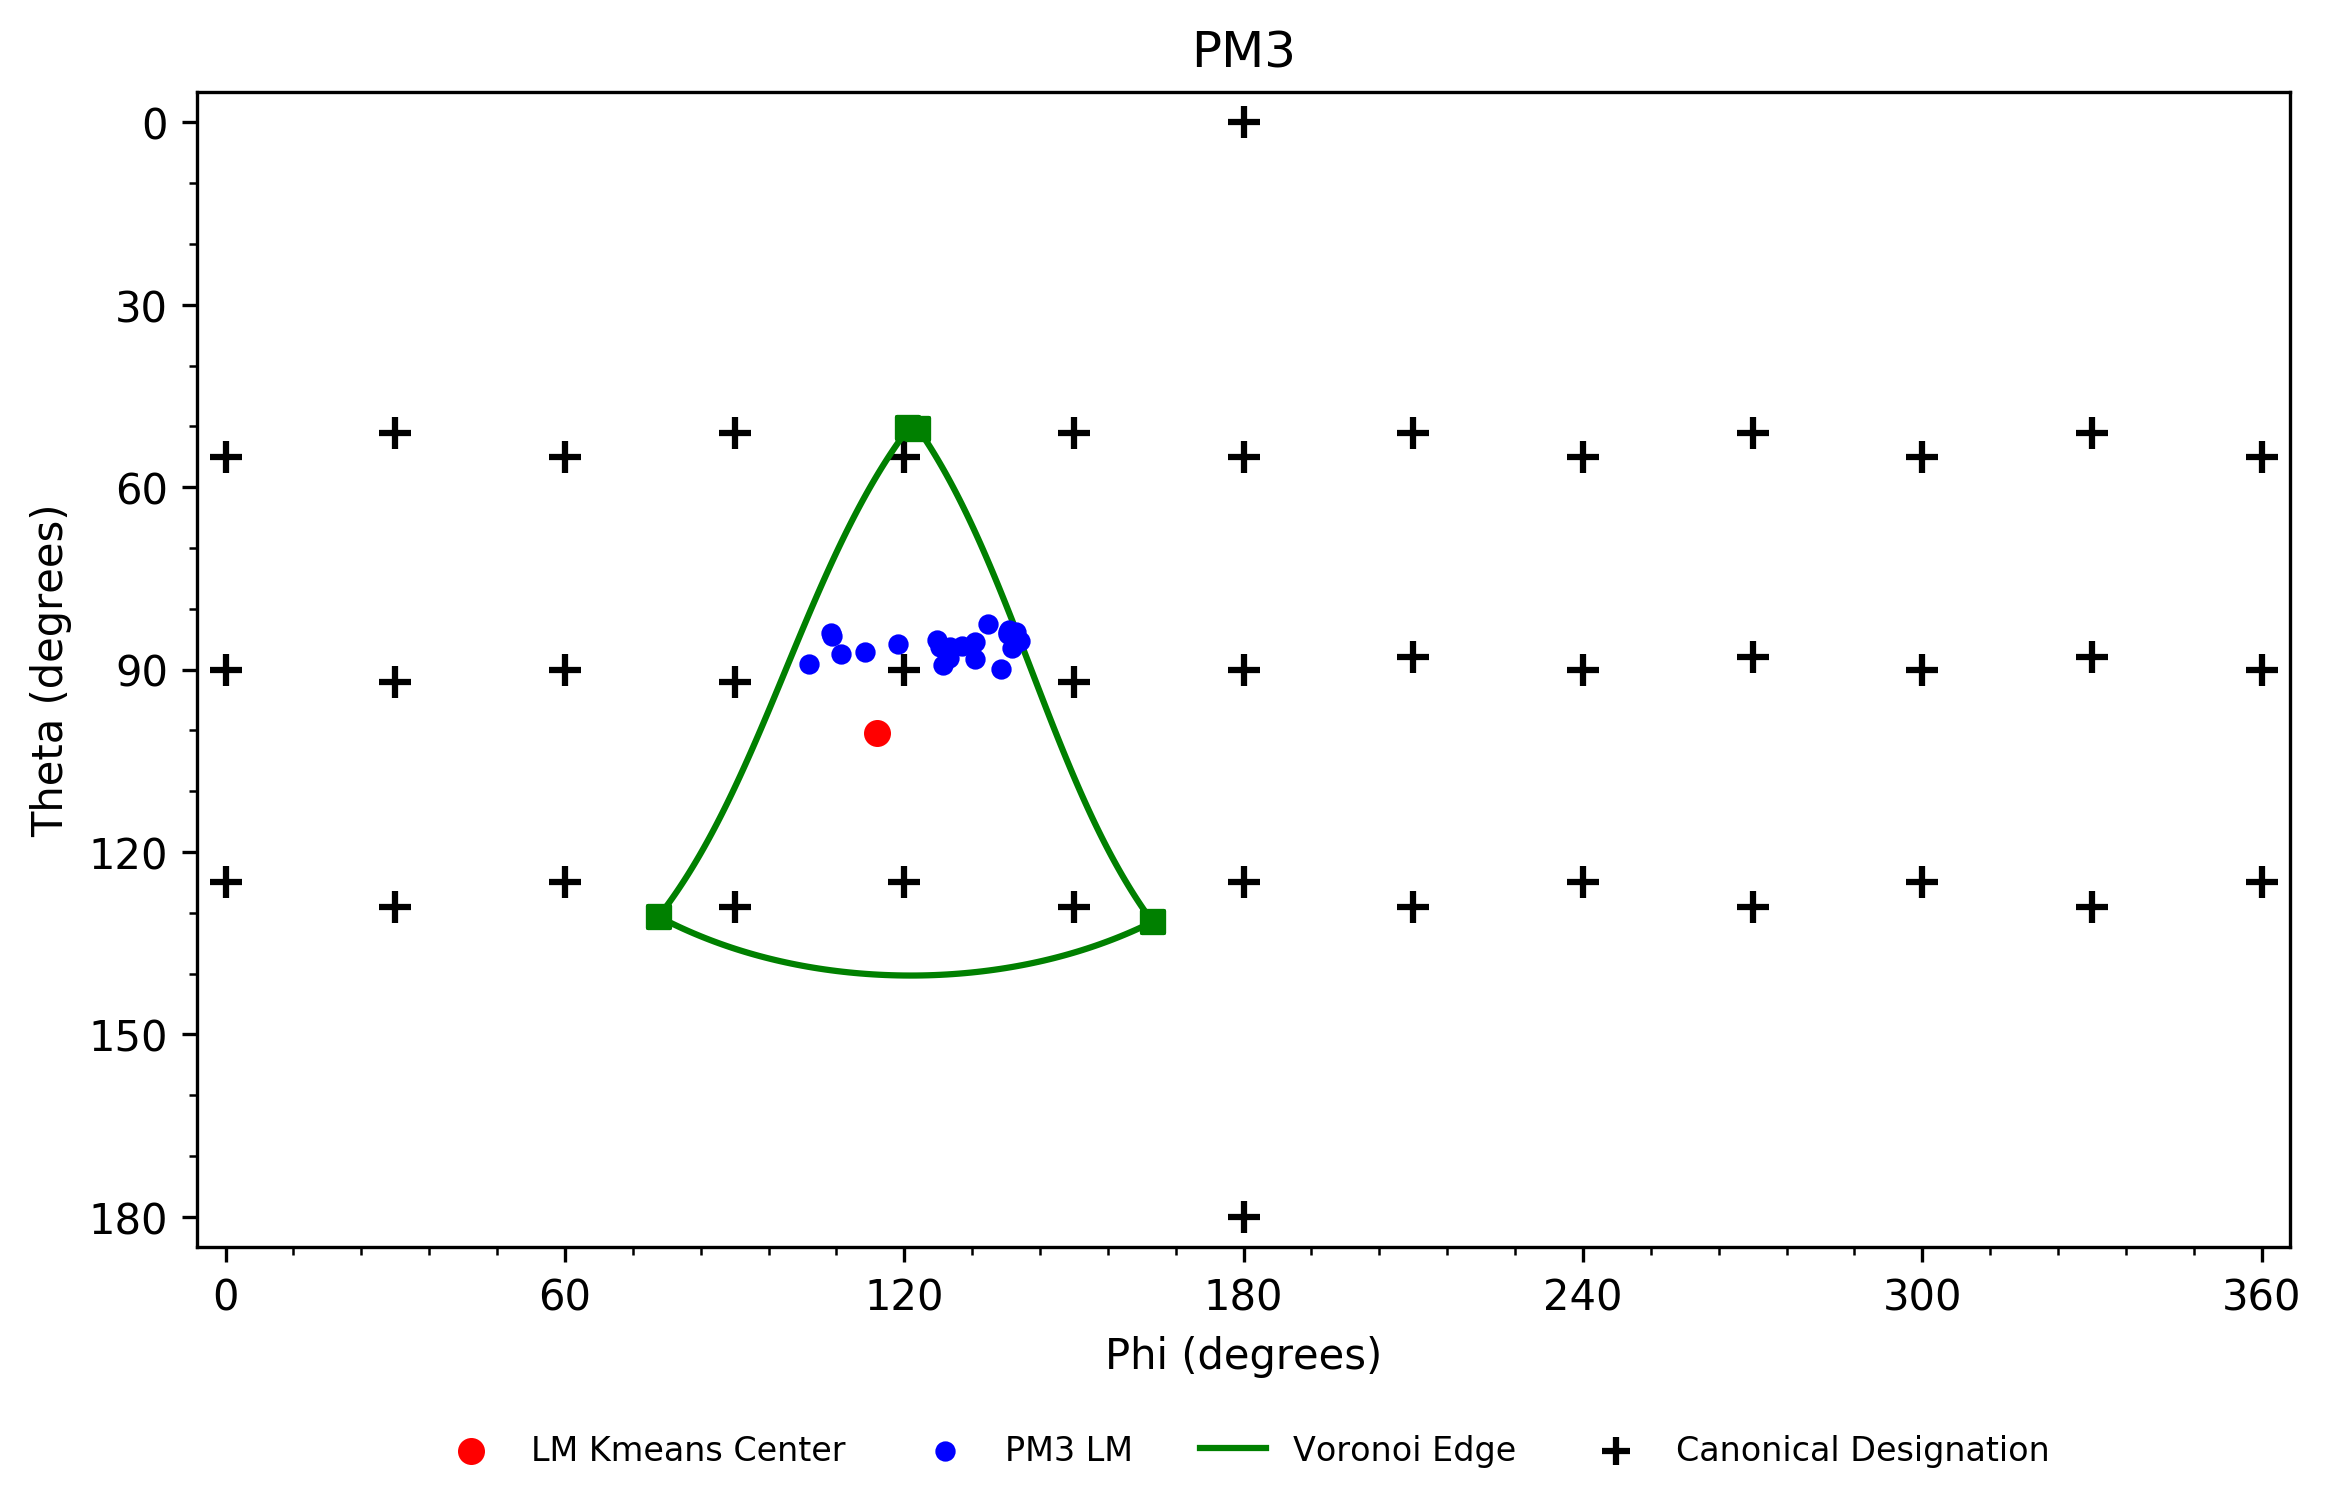 PM3
0
30
60
90
120
150
180
Theta (degrees)
0 60 120 180 240 300 360
Phi (degrees)
LM Kmeans Center PM3 LM Voronoi Edge Canonical Designation